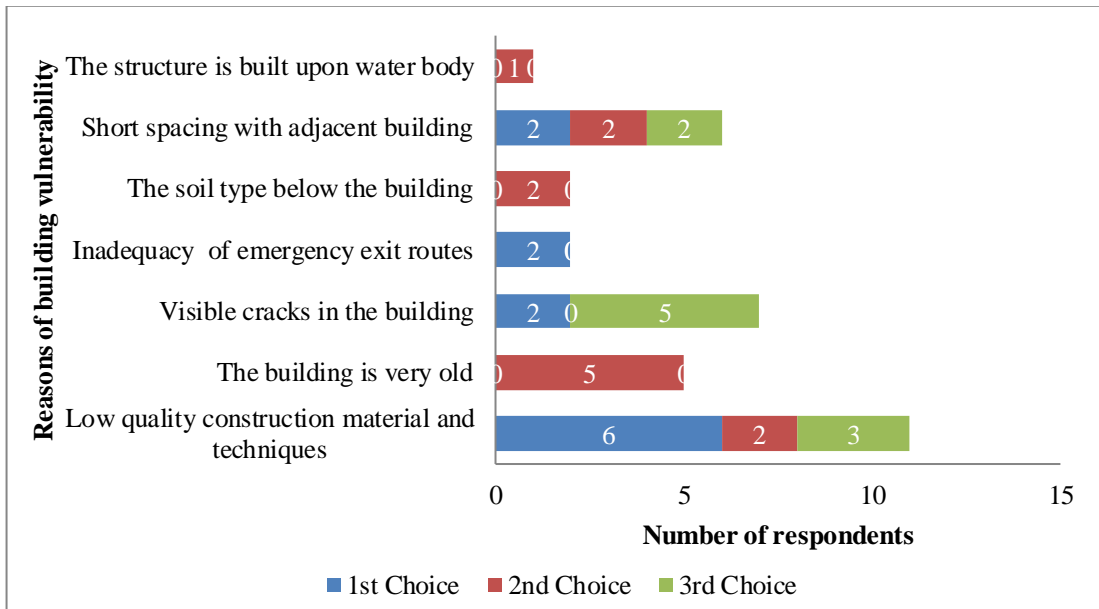 Reasons of building vulnerability
The structure is built upon water body
0 1 0
Short spacing with adjacent building
2 2 2
The soil type below the building
0 2 0
Inadequacy of emergency exit routes
2 0
Visible cracks in the building
2 0 5
The building is very old
0 5 0
Low quality construction material and
techniques
6 2 3
0 5 10 15
Number of respondents
1st Choice 2nd Choice 3rd Choice